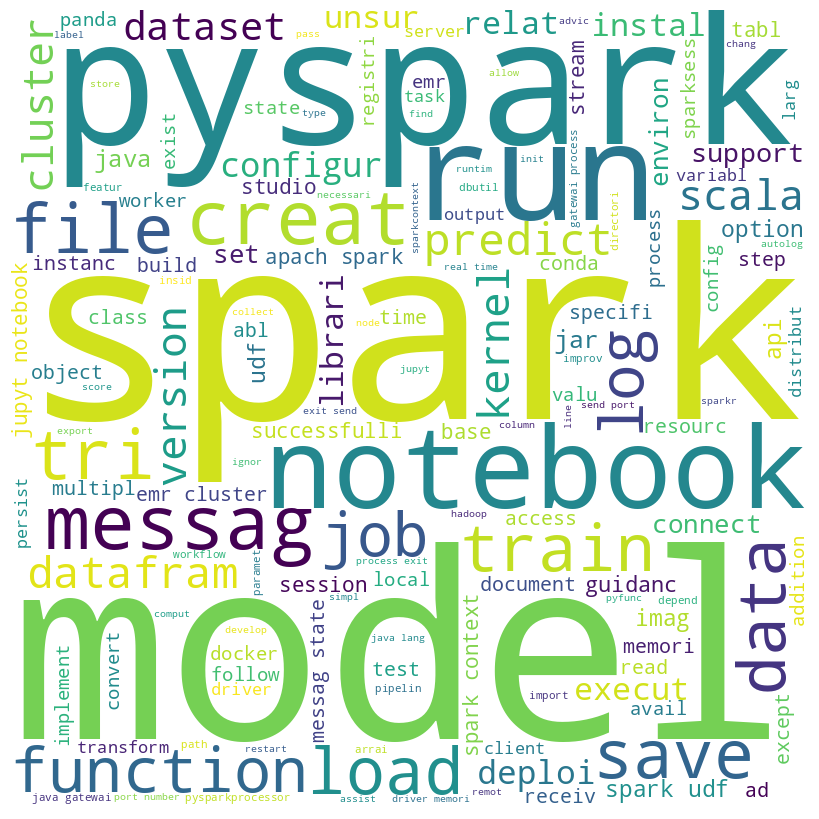 panda
label
dataset
unsur
pass
server
relat
advic
instal
chang
tabl
cluster
pyspark
store
emr
task
type
find
allow
registri
state
stream
sparksess
larg
java
exist
configur
run
environ
support
variabl
featur
worker
studio
necessari
sparkcontext
output
runtim
dbutil
init
gatewai process
directori
scala
file
creat
predict
process
option
autolog
instanc
build
set
apach spark
real time
conda
config
step
jupyt notebook
spark
insid
class
version
collect
abl
udf
librari
node
time
kernel
specifi
jar
improv
log
api
distribut
object
score
jupyt
valu
exit send
send port
sparkr
export
tri
successfulli
base
column
line
resourc
ignor
notebook
multipl
emr cluster
persist
messag
job
hadoop
access
connect
workflow
process exit
train
data
addition
datafram
paramet
session
local
document
guidanc
simpl
pyfunc
depend
model
comput
imag
implement
convert
develop
docker
follow
driver
messag state
java lang
test
pipelin
spark context
memori
read
import
execut
avail
except
transform
path
restart
arrai
client
function
load
deploi
save
java gatewai
port number
pysparkprocessor
assist
driver memori
remot
receiv
spark udf
ad